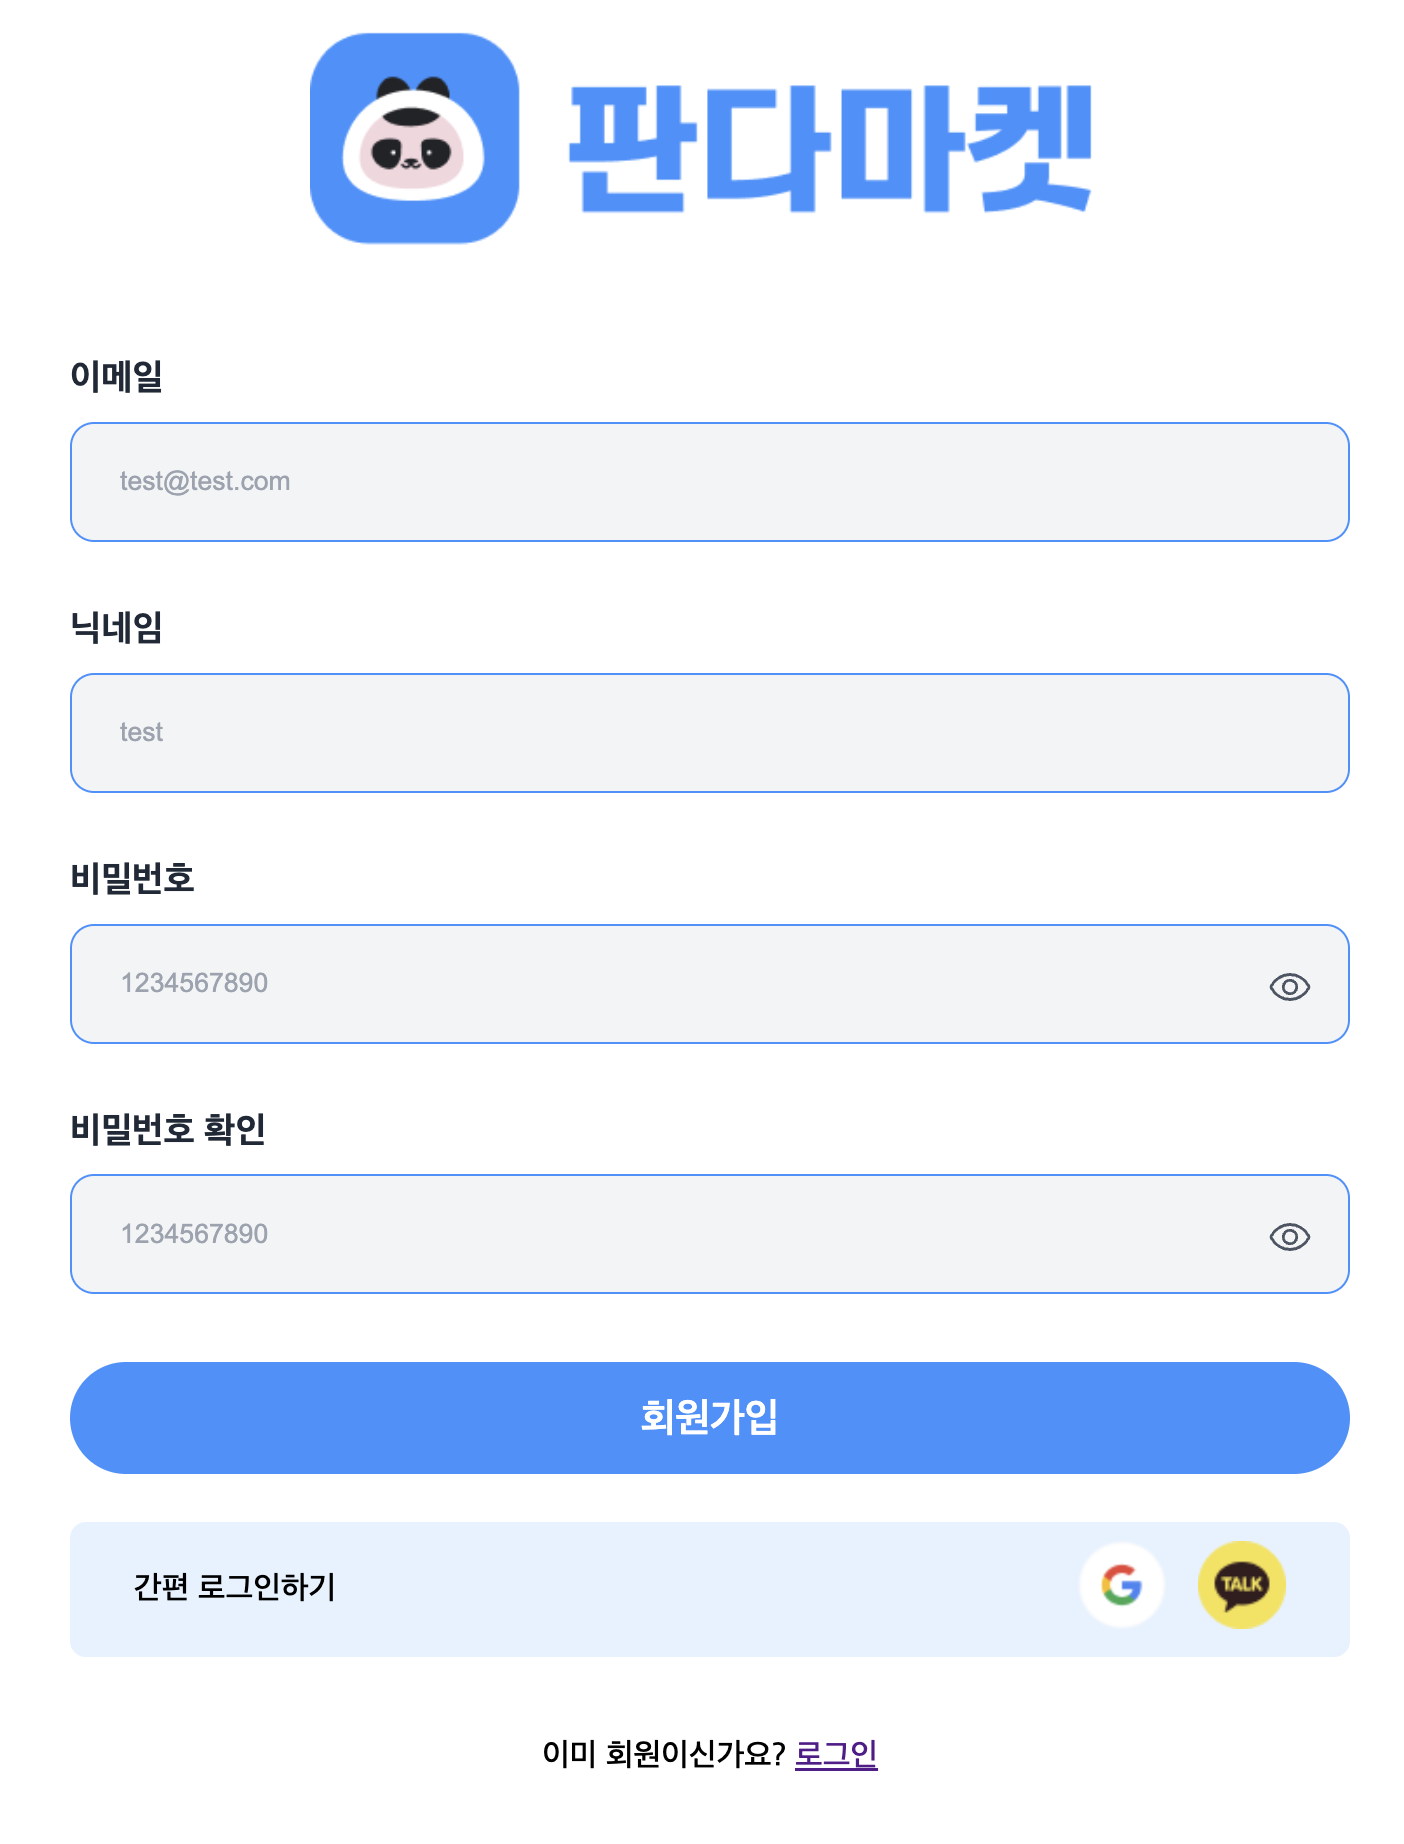 판다마켓
이메일
test@test.com
닉네임
test
비밀번호
1234567890
비밀번호 확인
1234567890
회원가입
간편 로그인하기
TALK
이미 회원이신가요? 로그인